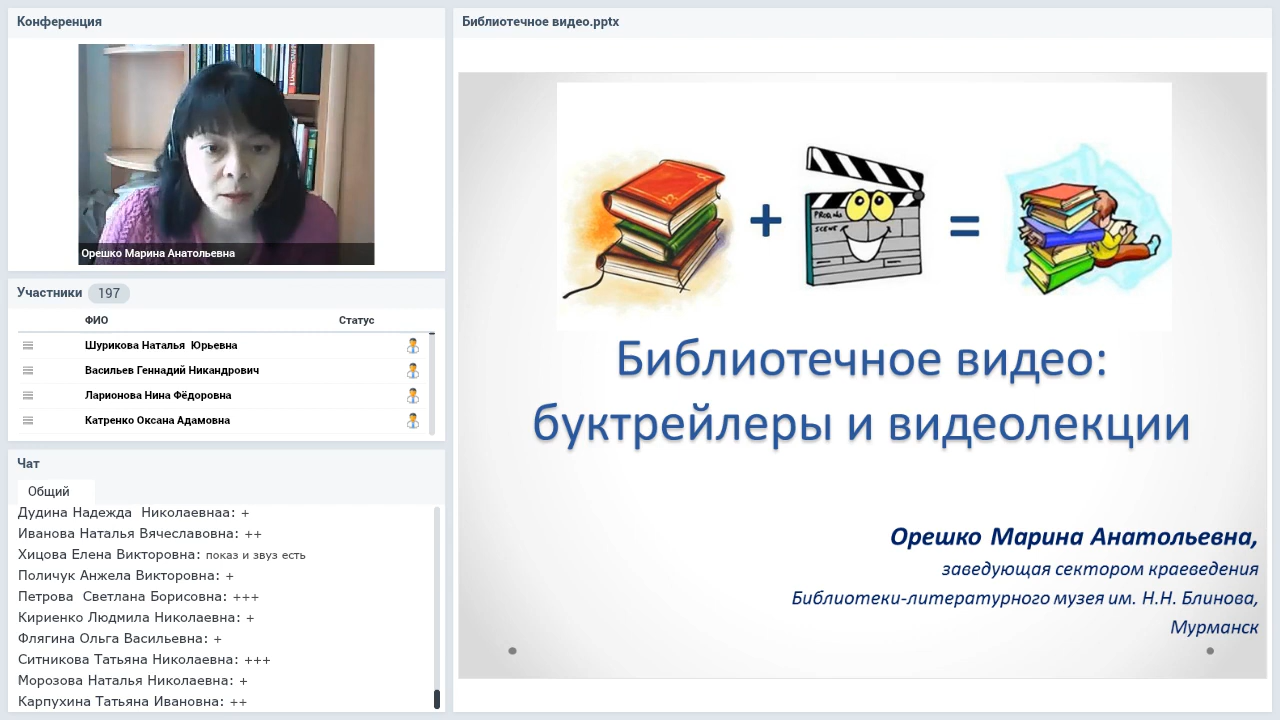 Конференция
Орешко Марина Анатольевна
Участники 197
ФИО Статус
Шурикова Наталья  Юрьевна
Васильев Геннадий Никандрович
Ларионова Нина Фёдоровна
Катренко Оксана Адамовна
Чат
Общий
Дудина Надежда  Николаевнаа: +
Иванова Наталья Вячеславовна: ++
Хицова Елена Викторовна: показ и звуз есть
Поличук Анжела Викторовна: +
Петрова  Светлана Борисовна: +++
Кириенко Людмила Николаевна: +
Флягина Ольга Васильевна: +
Ситникова Татьяна Николаевна: +++
Морозова Наталья Николаевна: +
Карпухина Татьяна Ивановна: ++
Библиотечное видео.pptx
+ =
SCENE
Библиотечное видео:
буктрейлеры и видеолекции
Орешко Марина Анатольевна,
заведующая сектором краеведения
Библиотеки-литературного музея им. Н.Н. Блинова,
Мурманск